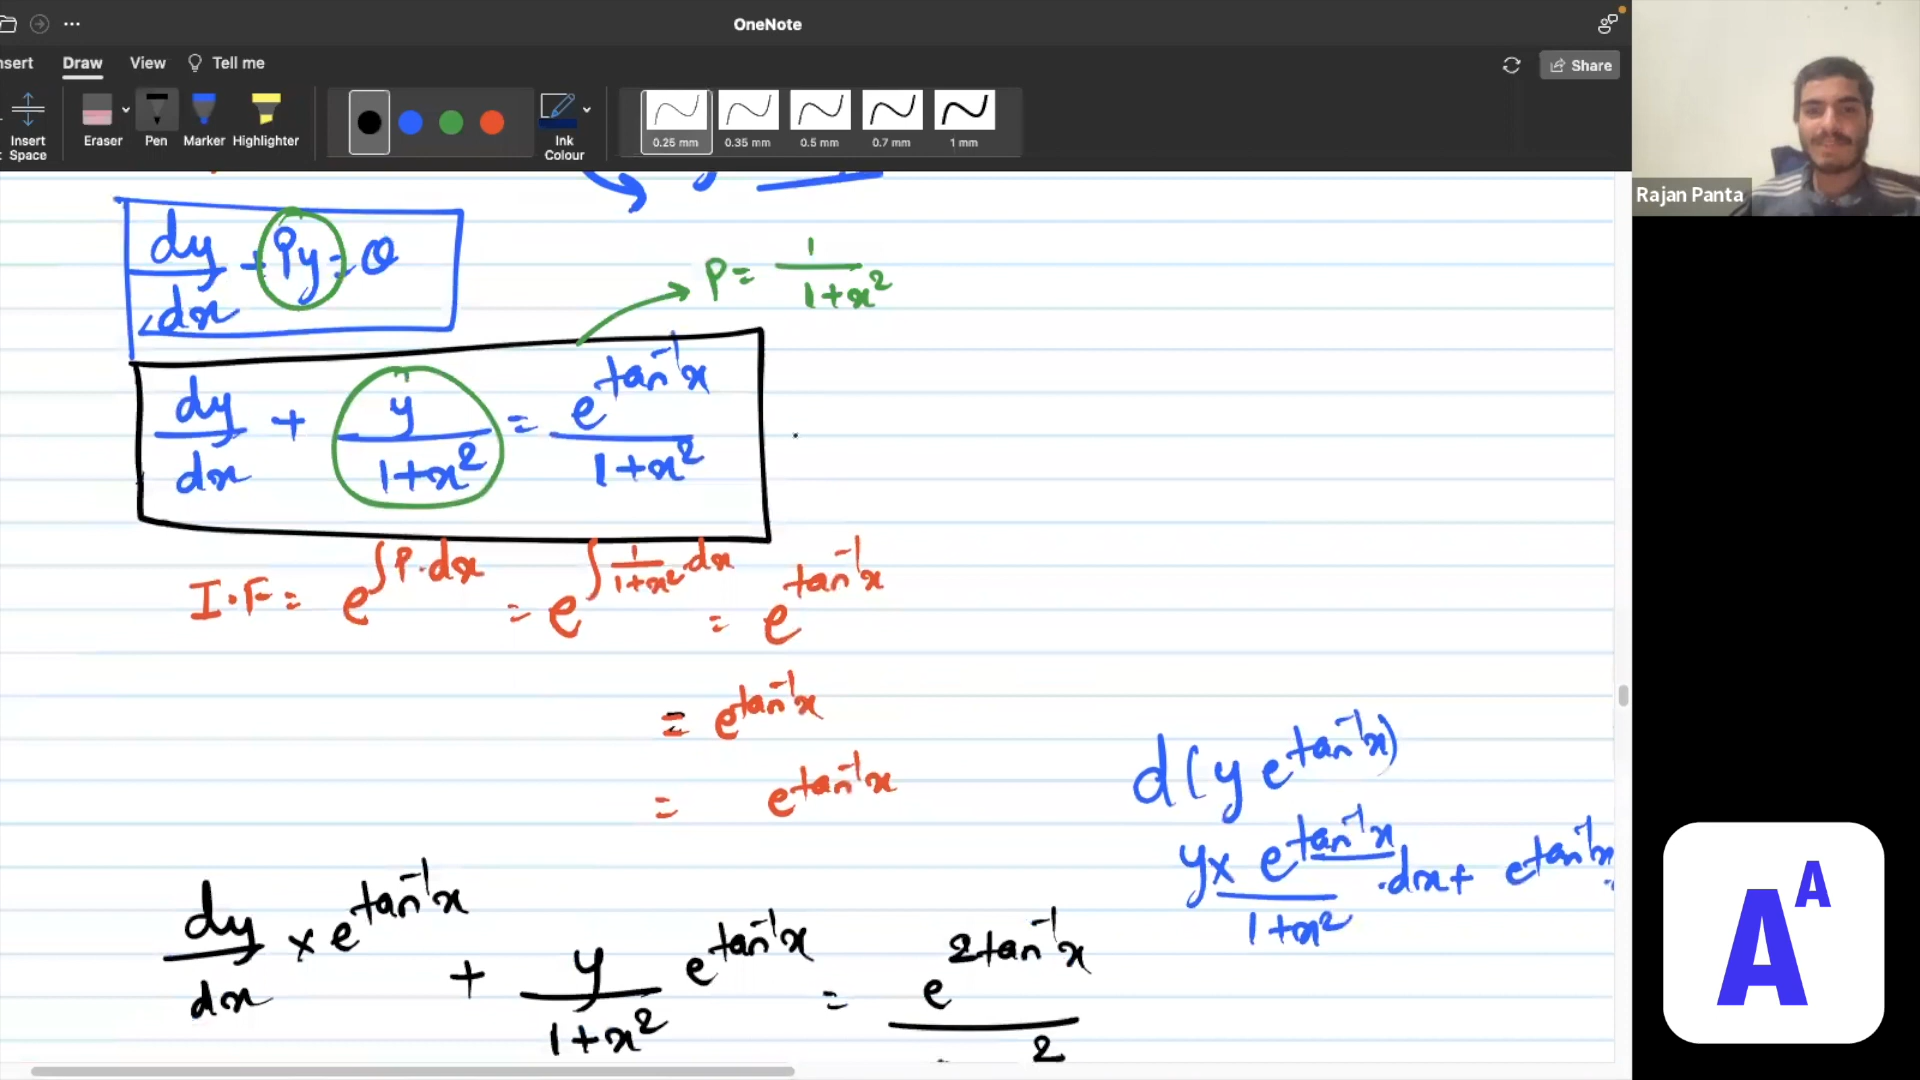 OneNote
nsert Draw View Tell me
Share
Insert Space
Eraser Pen Marker Highlighter
Ink Colour
0.25 mm 0.35 mm 0.5 mm 0.7 mm 1 mm
Rajan Panta
dy/dx + Py = Q
P = 1/(1+x²)
dy/dx + y/(1+x²) = e^(tan⁻¹x)/(1+x²)
I.F = e^(∫P.dx) = e^(∫1/(1+x²).dx) = e^(tan⁻¹x)
= e^(tan⁻¹x)
= e^(tan⁻¹x)
d(y e^(tan⁻¹x))
y x e^(tan⁻¹x)/(1+x²) .dx + e^(tan⁻¹x)
dy/dx x e^(tan⁻¹x) + y/(1+x²) e^(tan⁻¹x) = e^(2tan⁻¹x)/
2
A^A